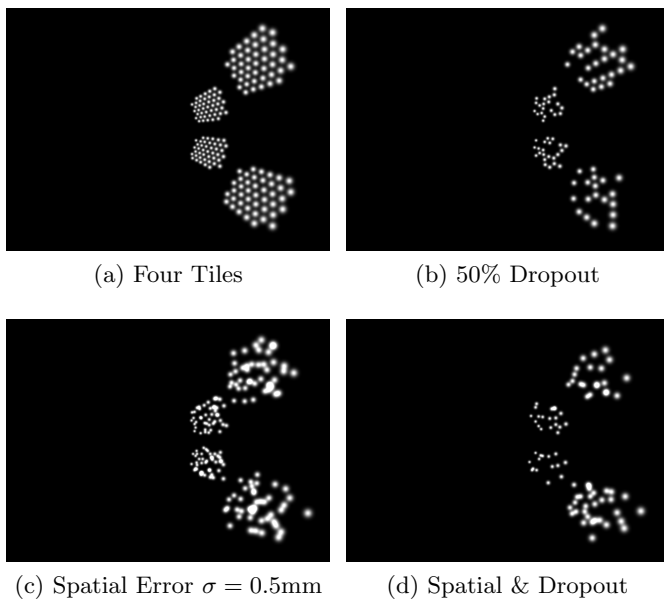 (a) Four Tiles
(b) 50% Dropout
(c) Spatial Error σ = 0.5mm
(d) Spatial & Dropout